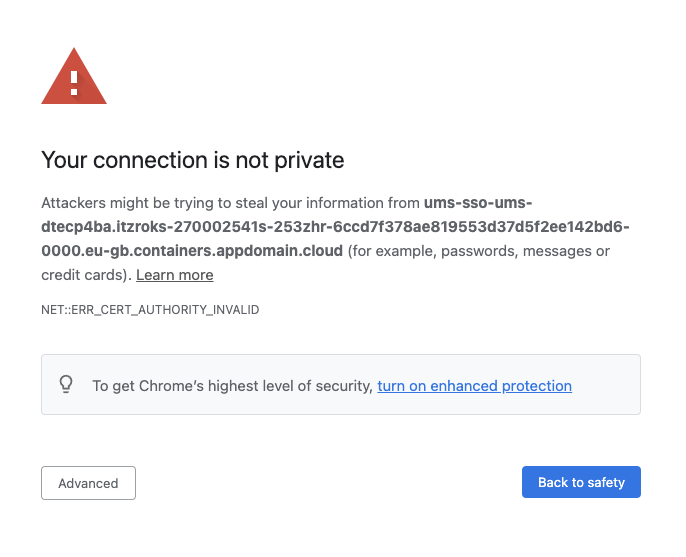 Your connection is not private
Attackers might be trying to steal your information from ums-sso-ums-
dtecp4ba.itzroks-270002541s-253zhr-6ccd7f378ae819553d37d5f2ee142bd6-
0000.eu-gb.containers.appdomain.cloud (for example, passwords, messages or
credit cards). Learn more
NET::ERR_CERT_AUTHORITY_INVALID
To get Chrome’s highest level of security, turn on enhanced protection
Advanced
Back to safety